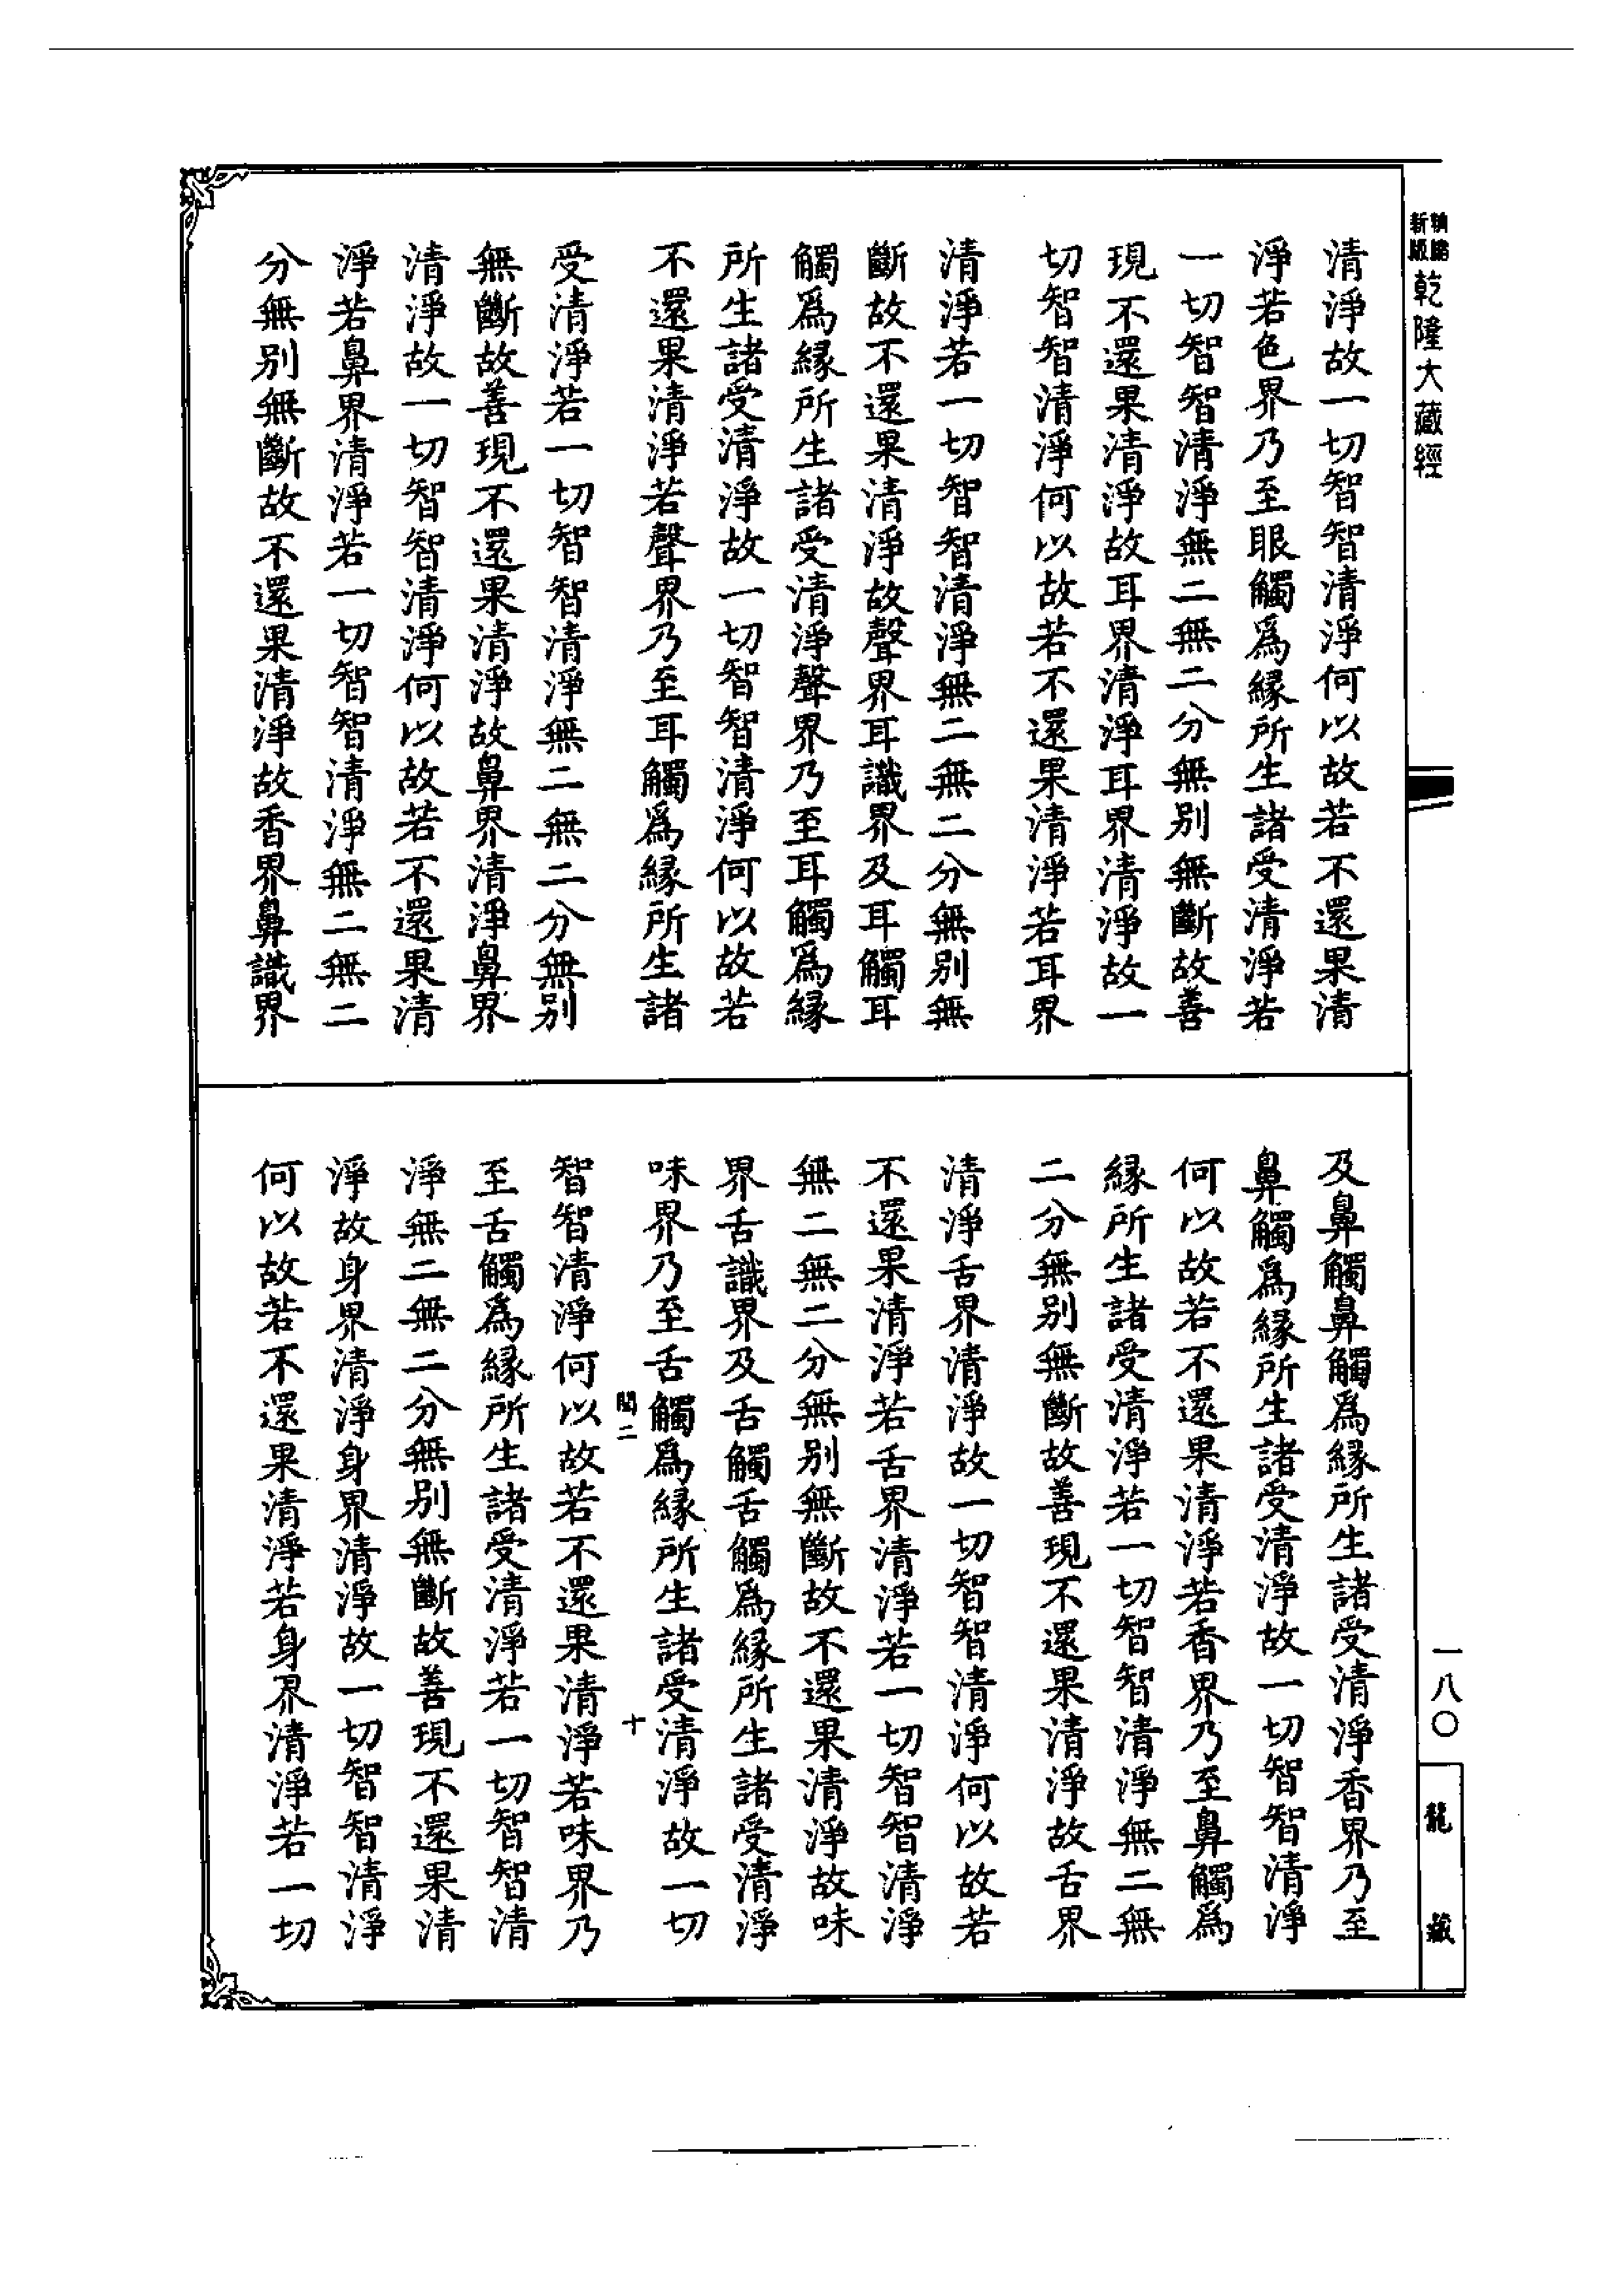 新版
乾隆大藏經
清淨故一切智智清淨何以故若不還果清
淨若色界乃至眼觸爲緣所生諸受清淨若
一切智智清淨無二無二分無別無斷故善
現不還果清淨故耳界清淨耳界清淨故一
切智智清淨何以故若不還果清淨若耳界
清淨若一切智智清淨無二無二分無別無
斷故不還果清淨故聲界耳識界及耳觸耳
觸爲緣所生諸受清淨聲界乃至耳觸爲緣
所生諸受清淨故一切智智清淨何以故若
不還果清淨若聲界乃至耳觸爲緣所生諸
受清淨若一切智智清淨無二無二分無別
無斷故善現不還果清淨故鼻界清淨鼻界
清淨故一切智智清淨何以故若不還果清
淨若鼻界清淨若一切智智清淨無二無二
分無別無斷故不還果清淨故香界鼻識界
及鼻觸鼻觸爲緣所生諸受清淨香界乃至
鼻觸爲緣所生諸受清淨故一切智智清淨
何以故若不還果清淨若香界乃至鼻觸爲
緣所生諸受清淨若一切智智清淨無二無
二分無別無斷故善現不還果清淨故舌界
清淨舌界清淨故一切智智清淨何以故若
不還果清淨若舌界清淨若一切智智清淨
無二無二分無別無斷故不還果清淨故味
界舌識界及舌觸舌觸爲緣所生諸受清淨
味界乃至舌觸爲緣所生諸受清淨故一切
二 十
智智清淨何以故若不還果清淨若味界乃
至舌觸爲緣所生諸受清淨若一切智智清
淨無二無二分無別無斷故善現不還果清
淨故身界清淨身界清淨故一切智智清淨
何以故若不還果清淨若身界清淨若一切
一八〇
龍藏